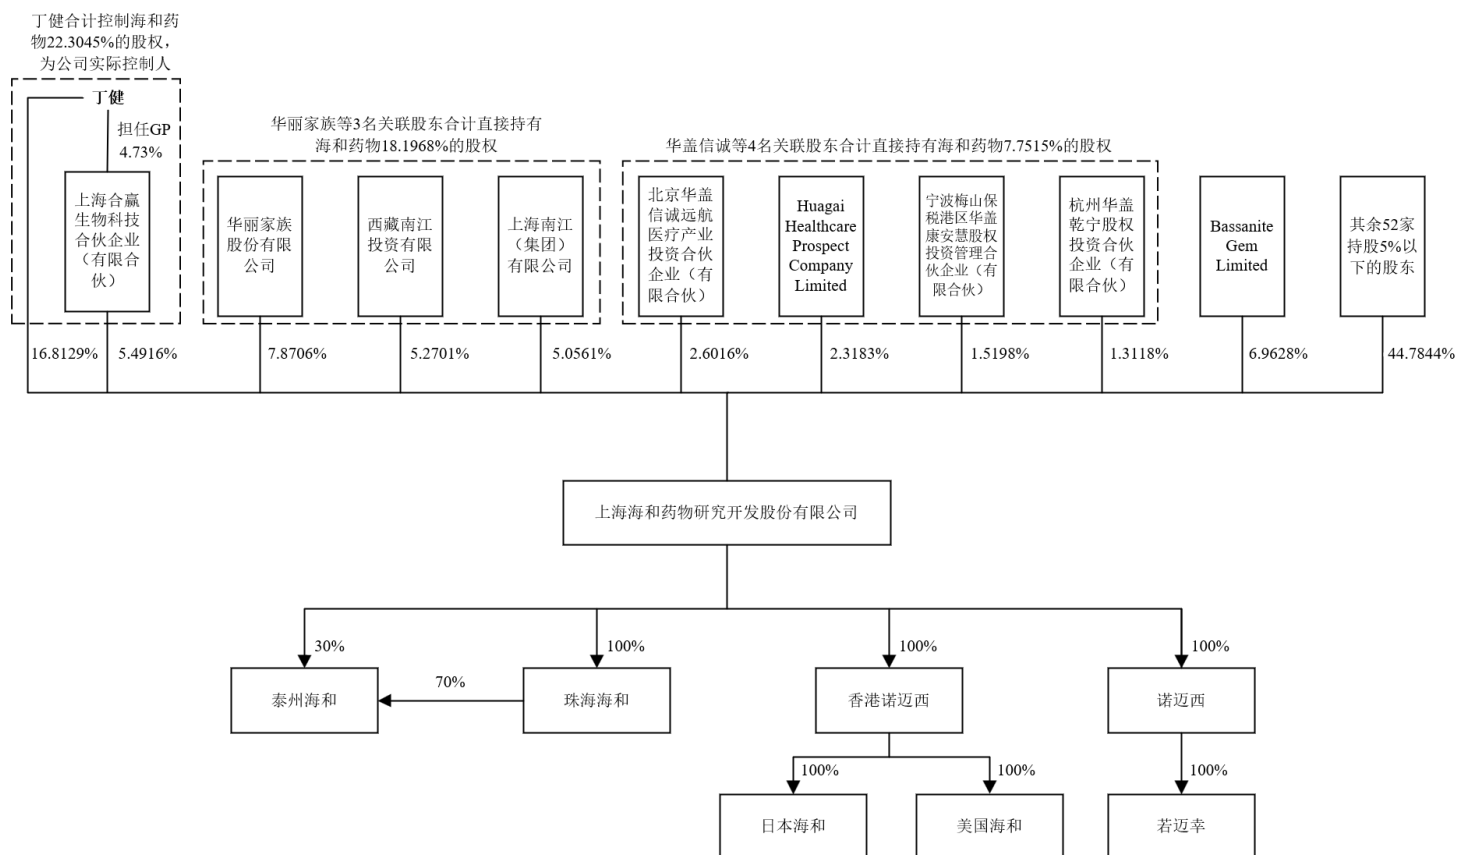 丁健合计控制海和药
物22.3045%的股权，
为公司实际控制人
丁健
担任GP
4.73%
华丽家族等3名关联股东合计直接持有
海和药物18.1968%的股权
华盖信诚等4名关联股东合计直接持有海和药物7.7515%的股权
上海合赢
生物科技
合伙企业
（有限合
伙）
华丽家族
股份有限
公司
西藏南江
投资有限
公司
上海南江
（集团）
有限公司
北京华盖
信诚远航
医疗产业
投资合伙
企业（有
限合伙）
Huagai
Healthcare
Prospect
Company
Limited
宁波梅山保
税港区华盖
康安慧股权
投资管理合
伙企业（有
限合伙）
杭州华盖
乾宁股权
投资合伙
企业（有
限合伙）
Bassanite
Gem
Limited
其余52家
持股5%以
下的股东
16.8129%
5.4916%
7.8706%
5.2701%
5.0561%
2.6016%
2.3183%
1.5198%
1.3118%
6.9628%
44.7844%
上海海和药物研究开发股份有限公司
30%
100%
100%
100%
泰州海和
70%
珠海海和
香港诺迈西
诺迈西
100%
100%
100%
日本海和
美国海和
若迈幸